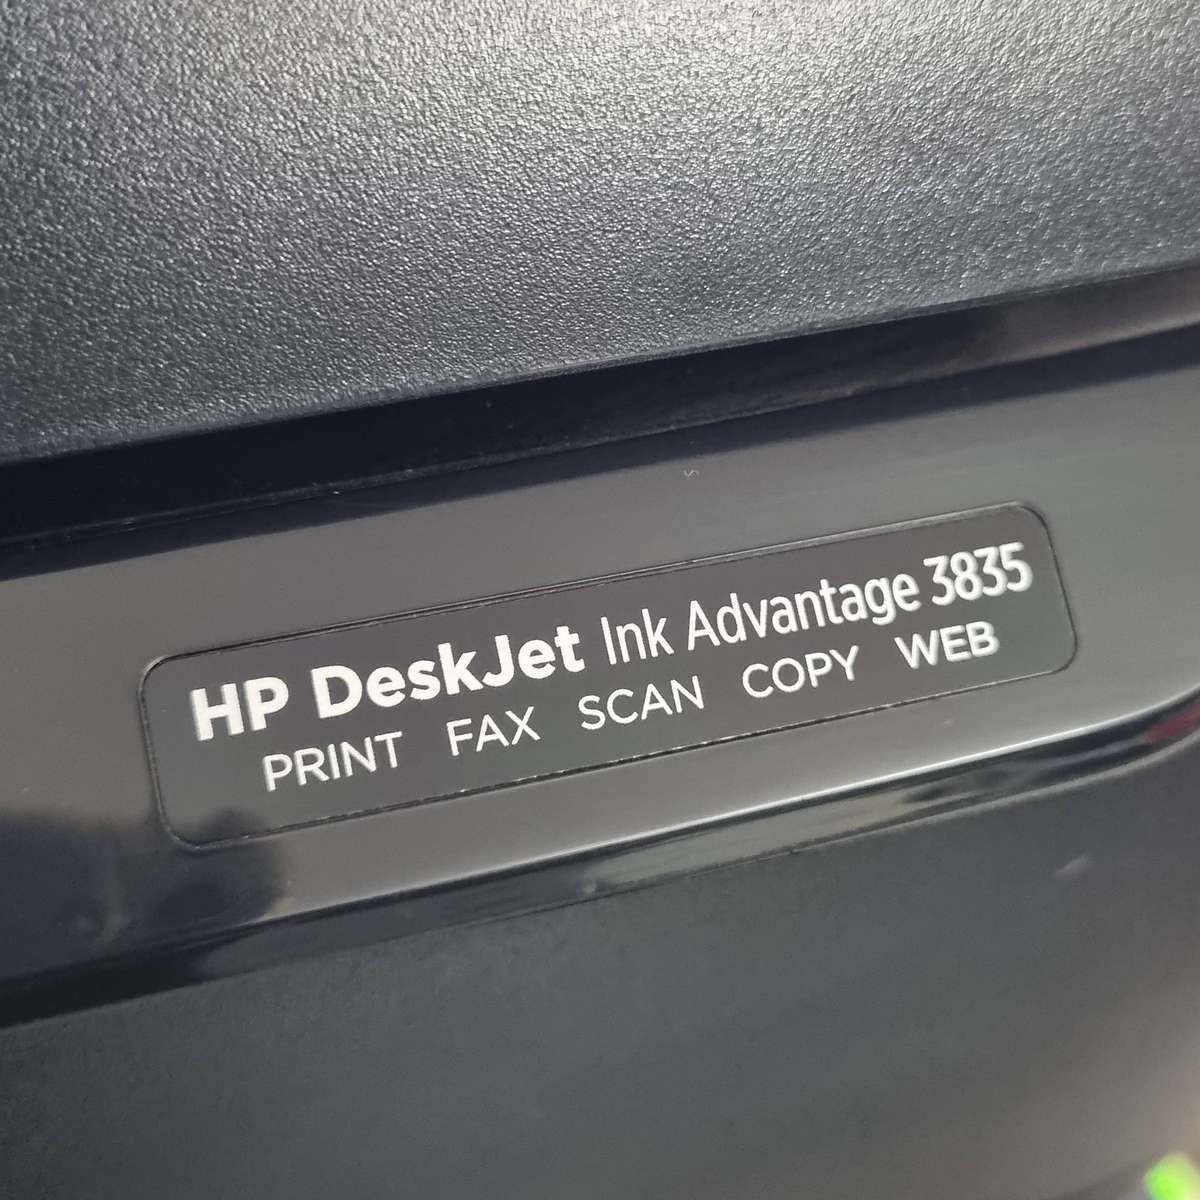 HP DeskJet Ink Advantage 3835
PRINT FAX SCAN COPY WEB